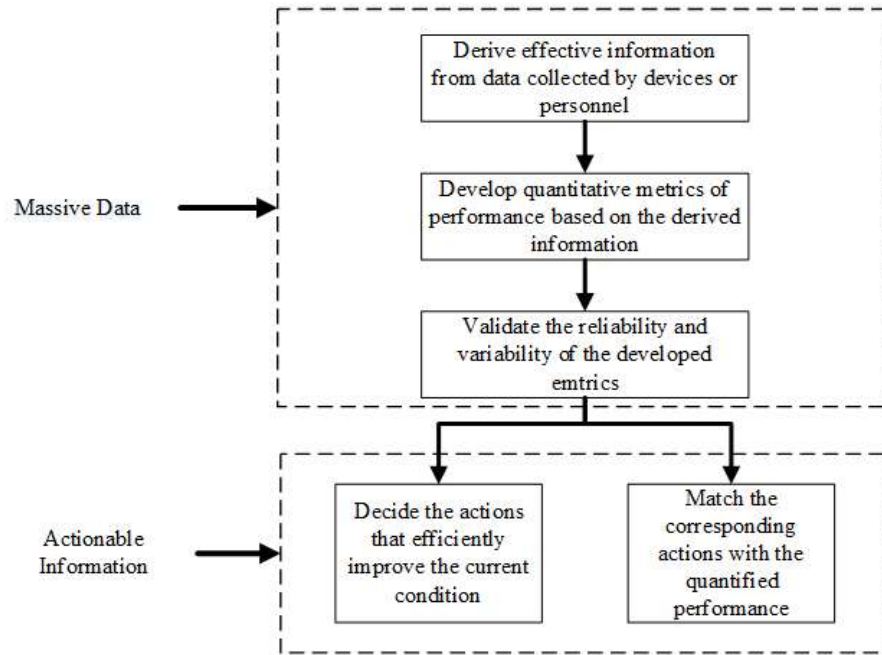 Derive effective information
from data collected by devices or
personnel
Massive Data
Develop quantitative metrics of
performance based on the derived
information
Validate the reliability and
variability of the developed
emtrics
Actionable
Information
Decide the actions
that efficiently
improve the current
condition
Match the
corresponding
actions with the
quantified
performance